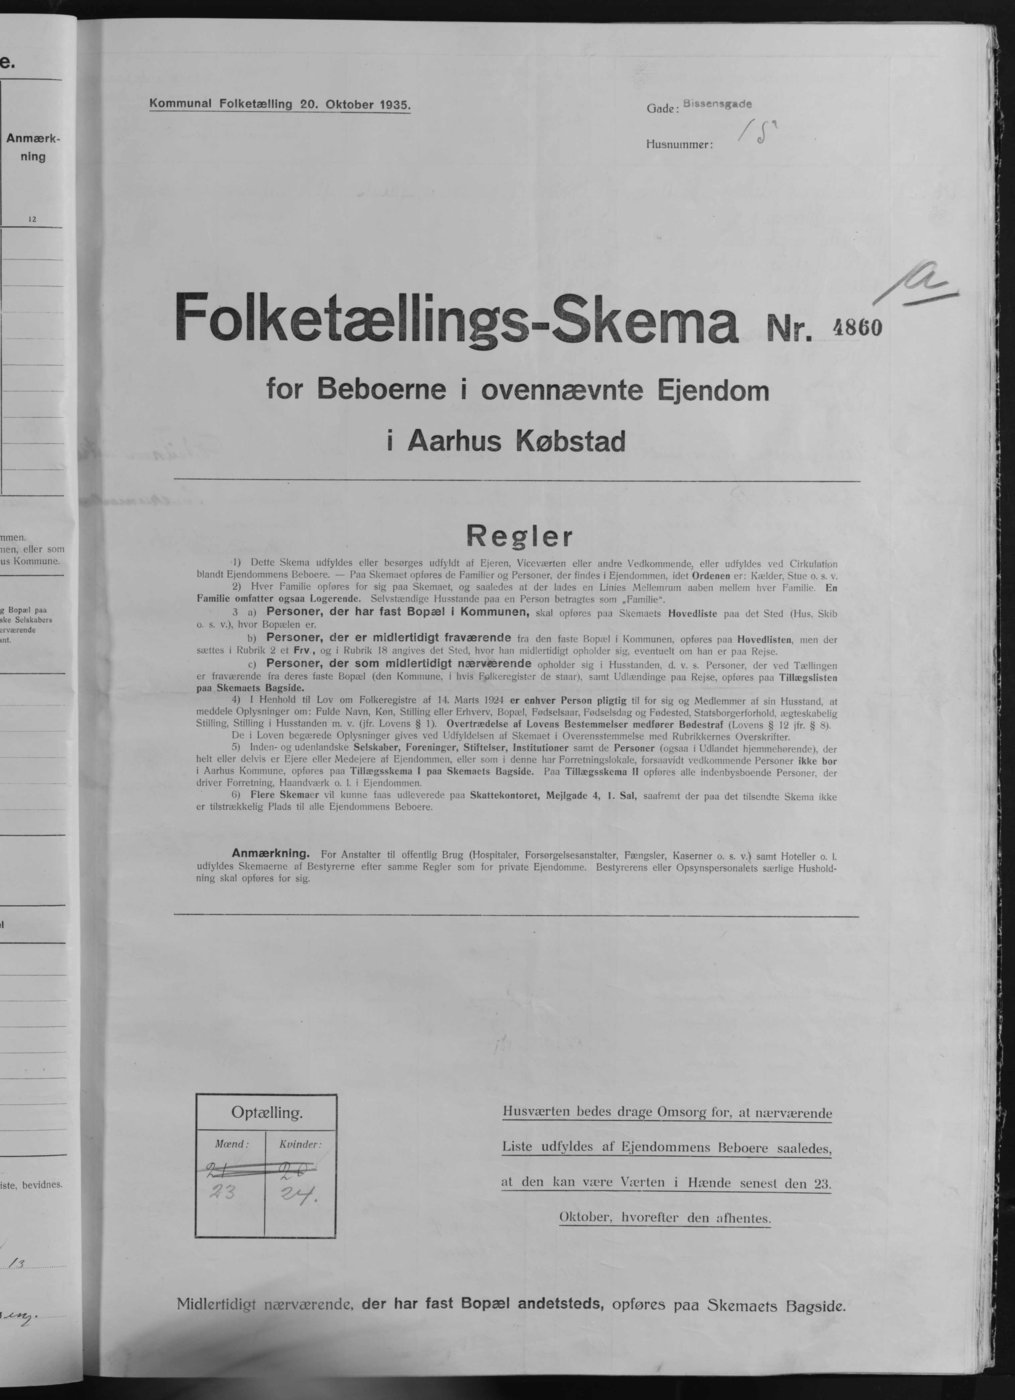 e.
Anmærk-
ning
12
mmen.
men, eller som
us Kommune.
g Bopæl paa
ske Selskabers
erværende
ont.
iste, bevidnes.
13
Kommunal Folketælling 20. Oktober 1935.
Gade: Bissensgade
Husnummer:
a
Folketællings-Skema Nr. 4860
for Beboerne i ovennævnte Ejendom
i Aarhus Købstad
Regler
1) Dette Skema udfyldes eller besørges udfyldt af Ejeren, Viceværten eller andre Vedkommende, eller udfyldes ved Cirkulation
blandt Ejendommens Beboere. — Paa Skemaet opføres de Familier og Personer, der findes i Ejendommen, idet Ordenen er: Kælder, Stue o. s. v.
2) Hver Familie opføres for sig paa Skemaet, og saaledes at der lades en Linies Mellemrum aaben mellem hver Familie. En
Familie omfatter ogsaa Logerende. Selvstændige Husstande paa en Person betragtes som „Familie“.
3 a) Personer, der har fast Bopæl i Kommunen, skal opføres paa Skemaets Hovedliste paa det Sted (Hus, Skib
o. s. v.), hvor Bopælen er.
b) Personer, der er midlertidigt fraværende fra den faste Bopæl i Kommunen, opføres paa Hovedlisten, men der
sættes i Rubrik 2 et Frv., og i Rubrik 18 angives det Sted, hvor han midlertidigt opholder sig, eventuelt om han er paa Rejse.
c) Personer, der som midlertidigt nærværende opholder sig i Husstanden, d. v. s. Personer, der ved Tællingen
er fraværende fra deres faste Bopæl (den Kommune, i hvis Folkeregister de staar), samt Udlændinge paa Rejse, opføres paa Tillægslisten
paa Skemaets Bagside.
4) I Henhold til Lov om Folkeregistre af 14. Marts 1924 er enhver Person pligtig til for sig og Medlemmer af sin Husstand, at
meddele Oplysninger om: Fulde Navn, Køn, Stilling eller Erhverv, Bopæl, Fødselsaar, Fødselsdag og Fødested, Statsborgerforhold, ægteskabelig
Stilling, Stilling i Husstanden m. v. (jfr. Lovens § 1). Overtrædelse af Lovens Bestemmelser medfører Bødestraf (Lovens § 12 jfr. § 8).
De i Loven begærede Oplysninger gives ved Udfyldelsen af Skemaet i Overensstemmelse med Rubrikkernes Overskrifter.
5) Inden- og udenlandske Selskaber, Foreninger, Stiftelser, Institutioner samt de Personer (ogsaa i Udlandet hjemmehørende), der
helt eller delvis er Ejere eller Medejere af Ejendommen, eller som i denne har Forretningslokale, forsaavidt vedkommende Personer ikke bor
i Aarhus Kommune, opføres paa Tillægsskema I paa Skemaets Bagside. Paa Tillægsskema II opføres alle indenbysboende Personer, der
driver Forretning, Haandværk o. l. i Ejendommen.
6) Flere Skemaer vil kunne faas udleverede paa Skattekontoret, Mejlgade 4, 1. Sal, saafremt der paa det tilsendte Skema ikke
er tilstrækkelig Plads til alle Ejendommens Beboere.
Anmærkning. For Anstalter til offentlig Brug (Hospitaler, Forsørgelsesanstalter, Fængsler, Kaserner o. s. v.) samt Hoteller o. l.
udfyldes Skemaerne af Bestyrerne efter samme Regler som for private Ejendomme. Bestyrerens eller Opsynspersonalets særlige Hushold-
ning skal opføres for sig.
Optælling.
Mænd: Kvinder:
21 20
23 24.
Husværten bedes drage Omsorg for, at nærværende
Liste udfyldes af Ejendommens Beboere saaledes,
at den kan være Værten i Hænde senest den 23.
Oktober, hvorefter den afhentes.
Midlertidigt nærværende, der har fast Bopæl andetsteds, opføres paa Skemaets Bagside.